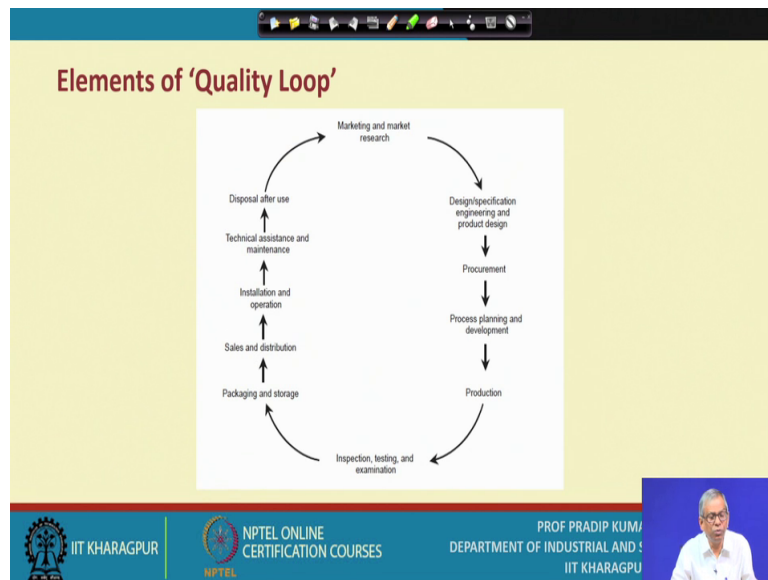 Elements of 'Quality Loop'
Marketing and market
research
Design/specification
engineering and
product design
Procurement
Process planning and
development
Production
Inspection, testing, and
examination
Packaging and storage
Sales and distribution
Installation and
operation
Technical assistance and
maintenance
Disposal after use
IIT KHARAGPUR
NPTEL
NPTEL ONLINE
CERTIFICATION COURSES
PROF PRADIP KUMA
DEPARTMENT OF INDUSTRIAL AND S
IIT KHARAGPU